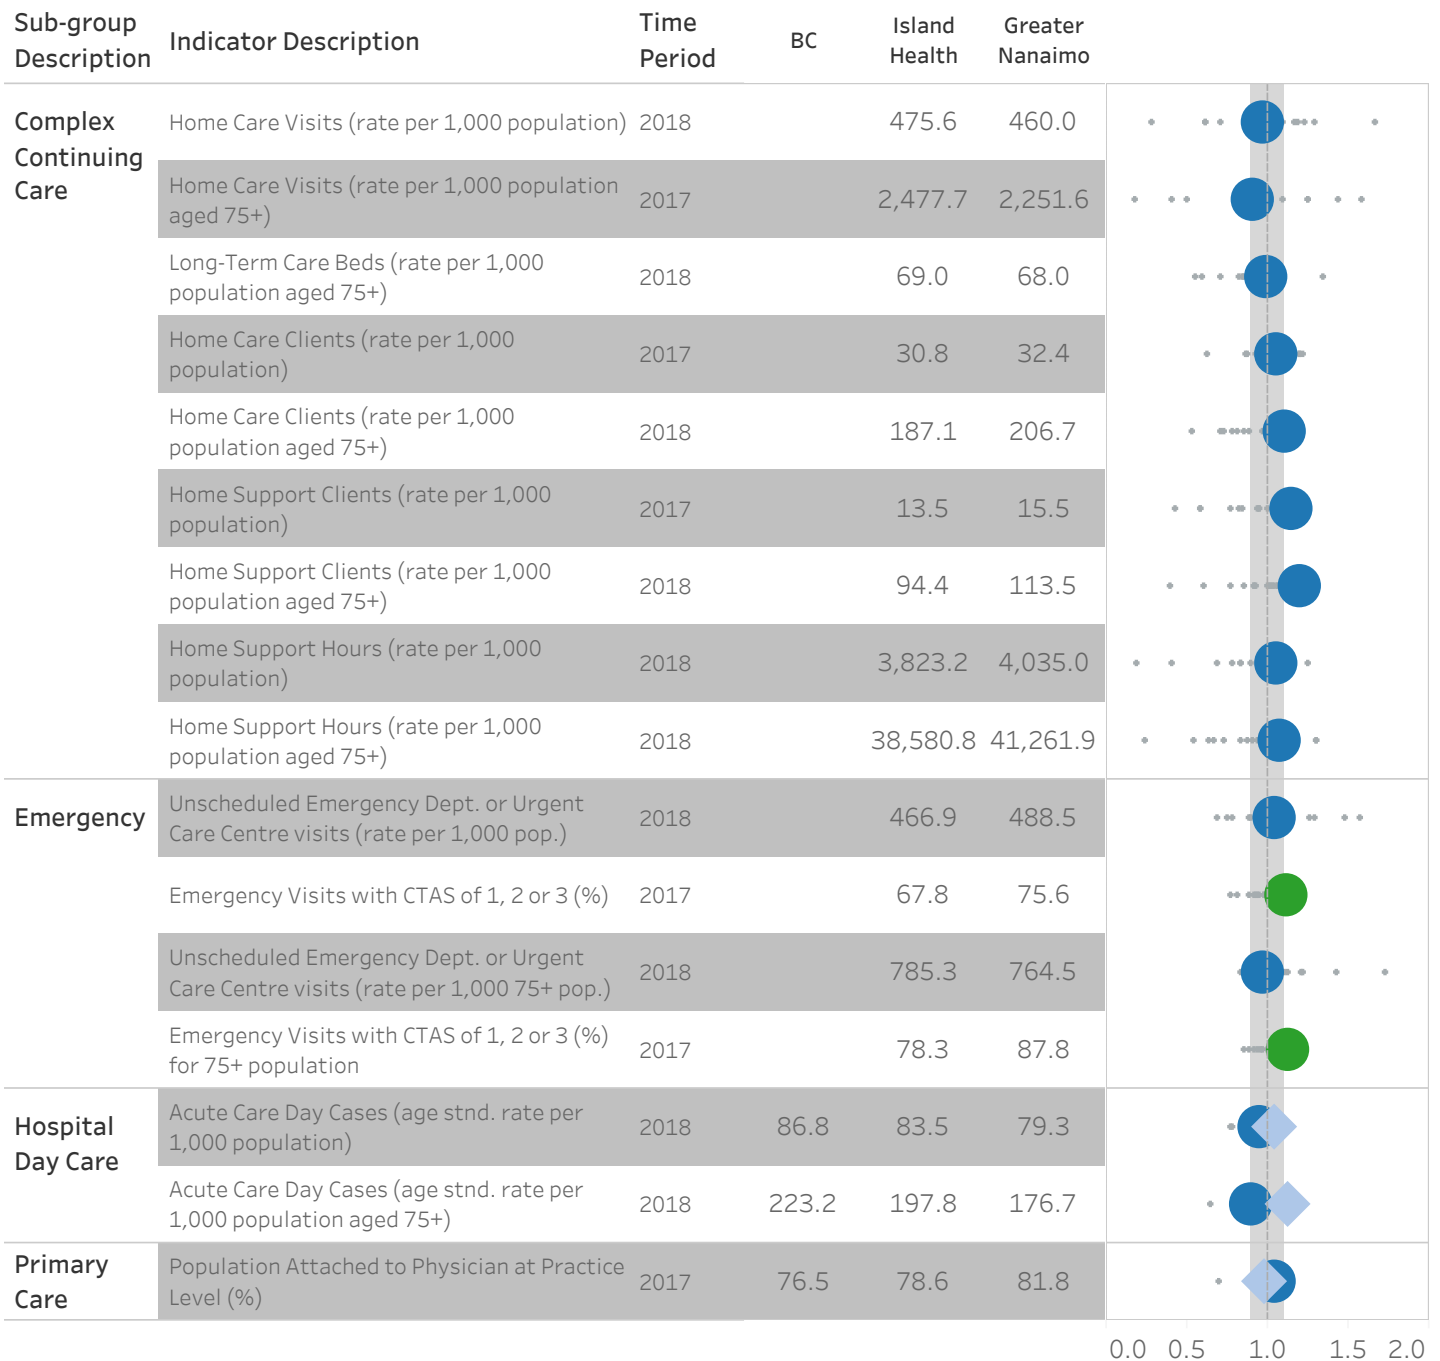 Sub-group
Description
Indicator Description
Time
Period
BC
Island
Health
Greater
Nanaimo
Complex
Continuing
Care
Home Care Visits (rate per 1,000 population) 2018 475.6 460.0
Home Care Visits (rate per 1,000 population
aged 75+)
2017 2,477.7 2,251.6
Long-Term Care Beds (rate per 1,000
population aged 75+)
2018 69.0 68.0
Home Care Clients (rate per 1,000
population)
2017 30.8 32.4
Home Care Clients (rate per 1,000
population aged 75+)
2018 187.1 206.7
Home Support Clients (rate per 1,000
population)
2017 13.5 15.5
Home Support Clients (rate per 1,000
population aged 75+)
2018 94.4 113.5
Home Support Hours (rate per 1,000
population)
2018 3,823.2 4,035.0
Home Support Hours (rate per 1,000
population aged 75+)
2018 38,580.8 41,261.9
Emergency
Unscheduled Emergency Dept. or Urgent
Care Centre visits (rate per 1,000 pop.)
2018 466.9 488.5
Emergency Visits with CTAS of 1, 2 or 3 (%) 2017 67.8 75.6
Unscheduled Emergency Dept. or Urgent
Care Centre visits (rate per 1,000 75+ pop.)
2018 785.3 764.5
Emergency Visits with CTAS of 1, 2 or 3 (%)
for 75+ population
2017 78.3 87.8
Hospital
Day Care
Acute Care Day Cases (age stnd. rate per
1,000 population)
2018 86.8 83.5 79.3
Acute Care Day Cases (age stnd. rate per
1,000 population aged 75+)
2018 223.2 197.8 176.7
Primary
Care
Population Attached to Physician at Practice
Level (%)
2017 76.5 78.6 81.8
0.0 0.5 1.0 1.5 2.0